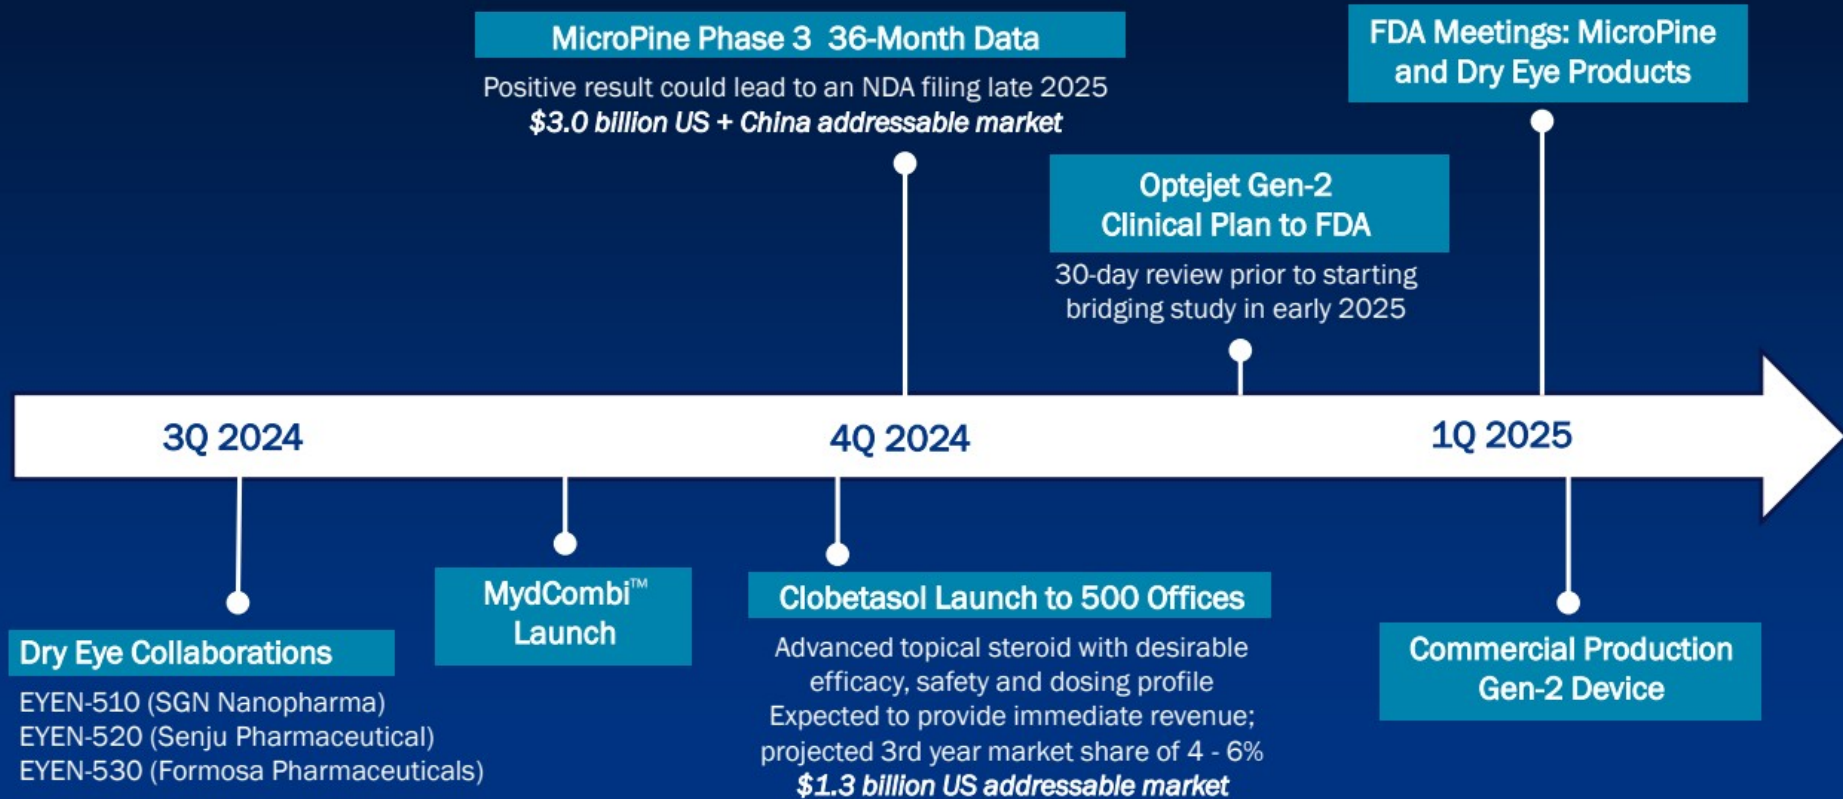 MicroPine Phase 3 36-Month Data
Positive result could lead to an NDA filing late 2025
$3.0 billion US + China addressable market
FDA Meetings: MicroPine
and Dry Eye Products
Optejet Gen-2
Clinical Plan to FDA
30-day review prior to starting
bridging study in early 2025
3Q 2024
4Q 2024
1Q 2025
Dry Eye Collaborations
EYEN-510 (SGN Nanopharma)
EYEN-520 (Senju Pharmaceutical)
EYEN-530 (Formosa Pharmaceuticals)
MydCombi™
Launch
Clobetasol Launch to 500 Offices
Advanced topical steroid with desirable
efficacy, safety and dosing profile
Expected to provide immediate revenue;
projected 3rd year market share of 4 - 6%
$1.3 billion US addressable market
Commercial Production
Gen-2 Device